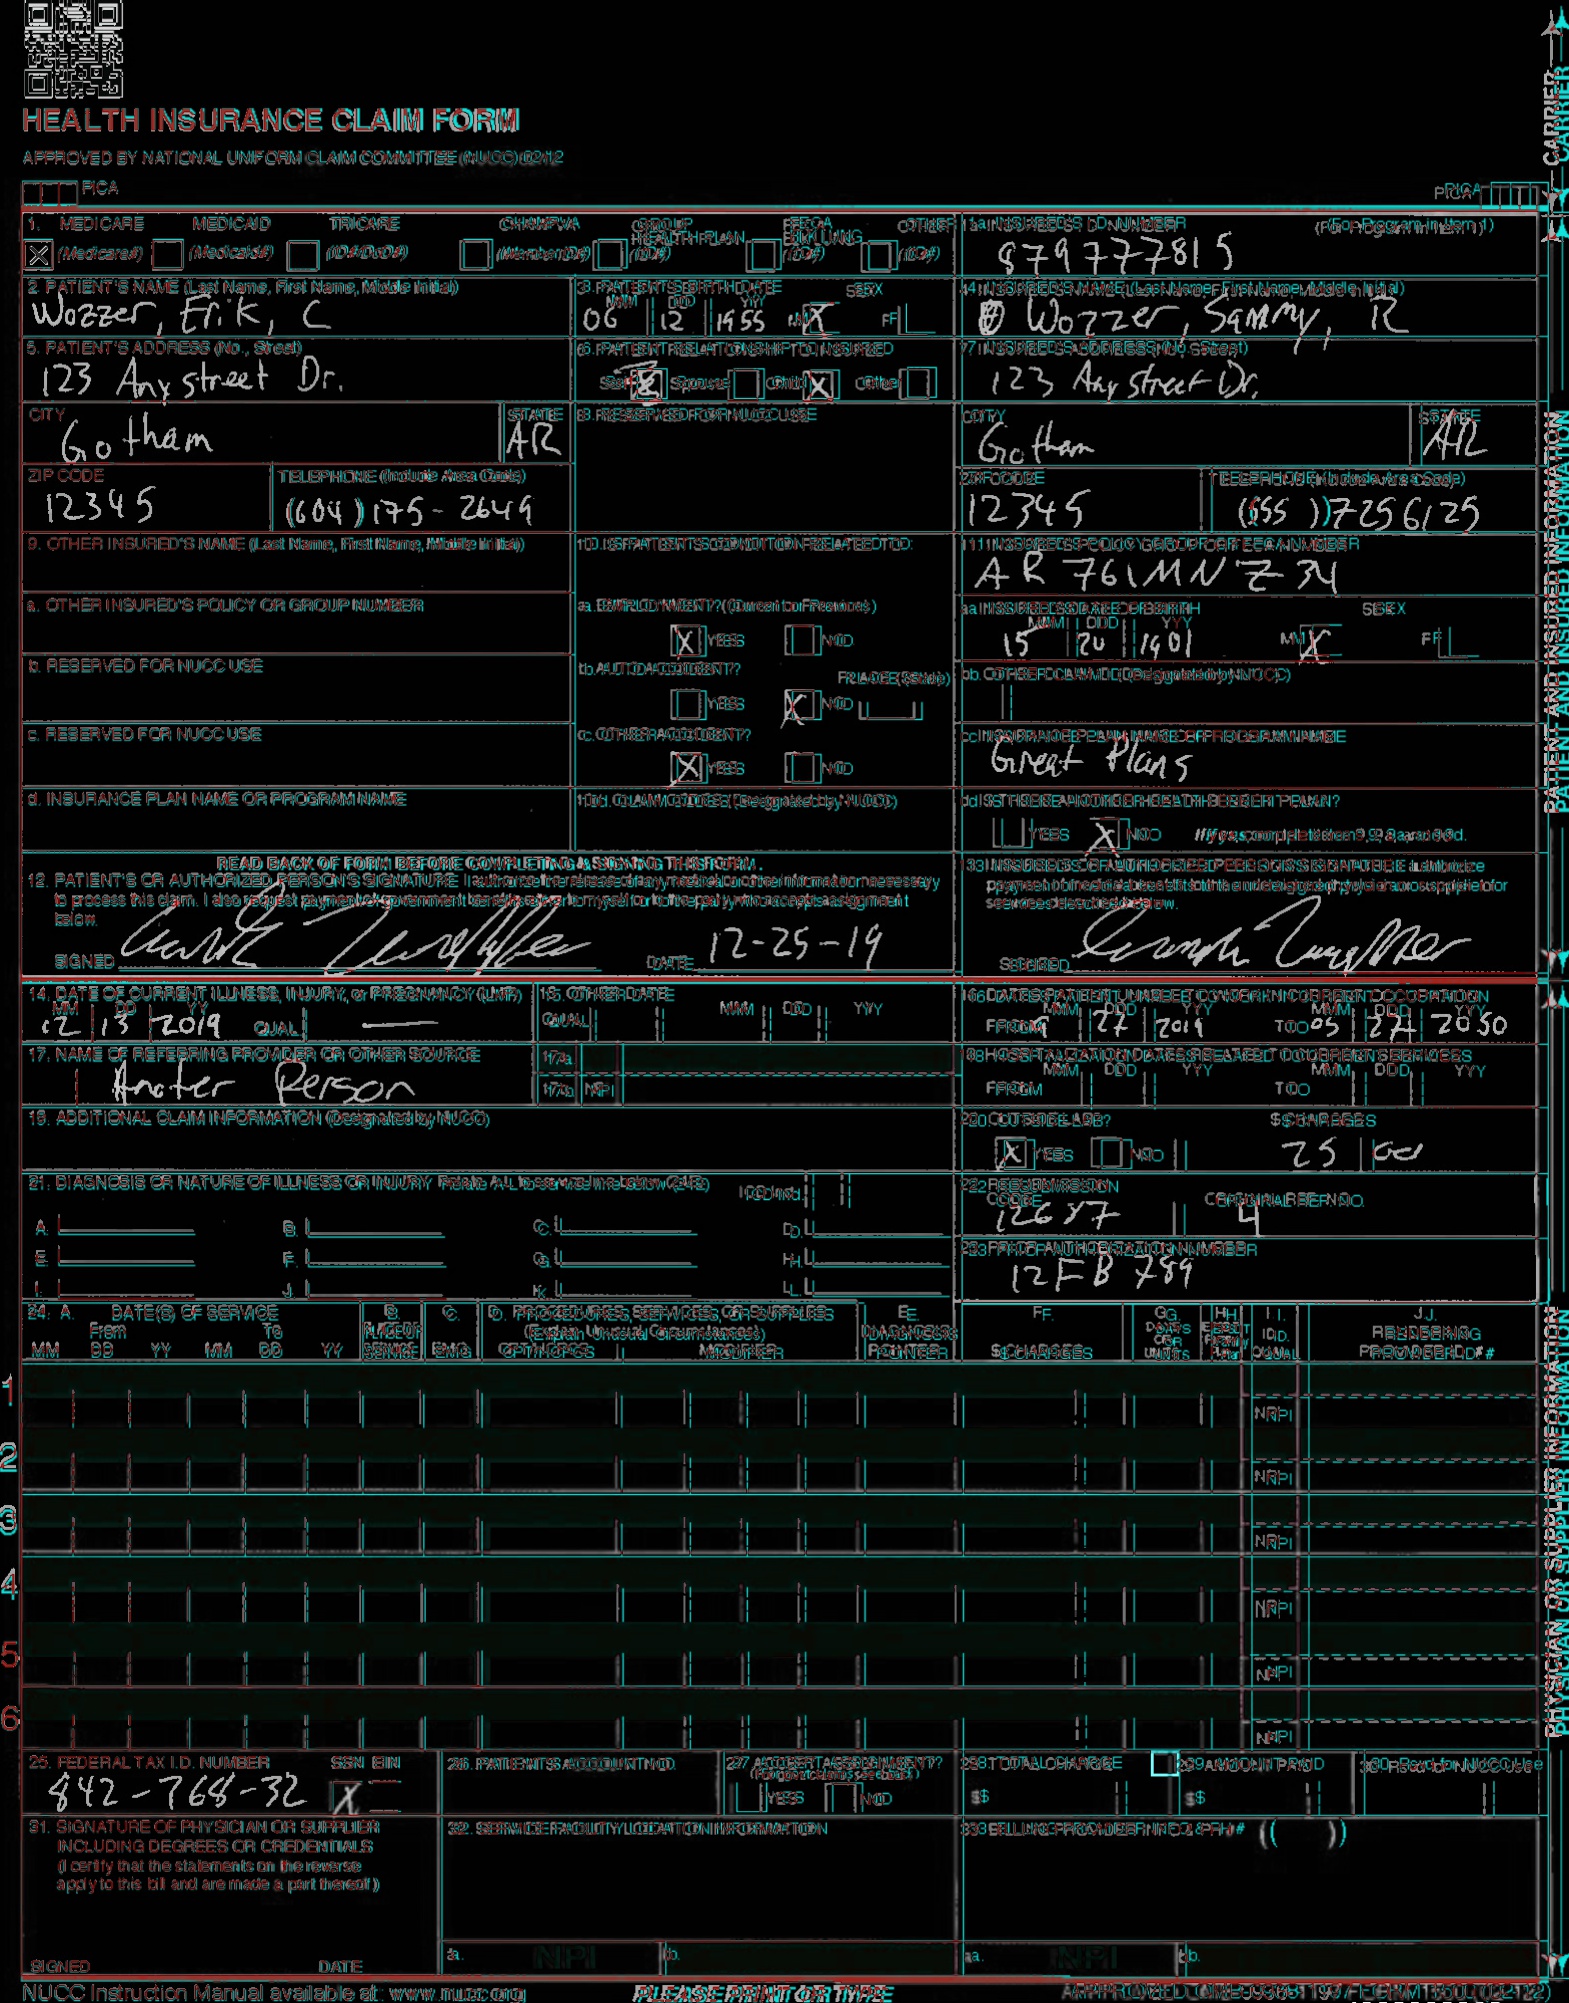 HEALTH INSURANCE CLAIM FORM
APPROVED BY NATIONAL UNIFORM CLAIM COMMITTEE (NUCC) 02/12
PICA PICA
1. MEDICARE MEDICAID TRICARE CHAMPVA GROUP HEALTH PLAN FECA BLK LUNG OTHER 1a. INSURED'S I.D. NUMBER (For Program in Item 1)
X (Medicare#) (Medicaid#) (ID#/DoD#) (Member ID#) (ID#) (ID#) (ID#) 879777815
2. PATIENT'S NAME (Last Name, First Name, Middle Initial) 3. PATIENT'S BIRTH DATE SEX 4. INSURED'S NAME (Last Name, First Name, Middle Initial)
MM DD YY
Wozzer, Erik, C 06 12 1955 M X F Wozzer, Sammy, R
5. PATIENT'S ADDRESS (No., Street) 6. PATIENT RELATIONSHIP TO INSURED 7. INSURED'S ADDRESS (No., Street)
123 Any street Dr. Self Spouse Child X Other 123 Any street Dr.
CITY STATE 8. RESERVED FOR NUCC USE CITY STATE
Gotham AR Gotham AR
ZIP CODE TELEPHONE (Include Area Code) ZIP CODE TELEPHONE (Include Area Code)
12345 (604) 175-2649 12345 (555) 7256125
9. OTHER INSURED'S NAME (Last Name, First Name, Middle Initial) 10. IS PATIENT'S CONDITION RELATED TO: 11. INSURED'S POLICY GROUP OR FECA NUMBER
AR 761MNZ34
a. OTHER INSURED'S POLICY OR GROUP NUMBER a. EMPLOYMENT? (Current or Previous) a. INSURED'S DATE OF BIRTH SEX
MM DD YY
X YES NO 15 20 1901 M X F
b. RESERVED FOR NUCC USE b. AUTO ACCIDENT? PLACE (State) b. OTHER CLAIM ID (Designated by NUCC)
YES X NO
c. RESERVED FOR NUCC USE c. OTHER ACCIDENT? c. INSURANCE PLAN NAME OR PROGRAM NAME
X YES NO Great Plans
d. INSURANCE PLAN NAME OR PROGRAM NAME 10d. CLAIM CODES (Designated by NUCC) d. IS THERE ANOTHER HEALTH BENEFIT PLAN?
YES X NO If yes, complete items 9, 9a, and 9d.
READ BACK OF FORM BEFORE COMPLETING & SIGNING THIS FORM.
12. PATIENT'S OR AUTHORIZED PERSON'S SIGNATURE I authorize the release of any medical or other information necessary
to process this claim. I also request payment of government benefits either to myself or to the party who accepts assignment
below.
SIGNED DATE 12-25-19
13. INSURED'S OR AUTHORIZED PERSON'S SIGNATURE I authorize
payment of medical benefits to the undersigned physician or supplier for
services described below.
SIGNED
14. DATE OF CURRENT ILLNESS, INJURY, or PREGNANCY (LMP) 15. OTHER DATE 16. DATES PATIENT UNABLE TO WORK IN CURRENT OCCUPATION
MM DD YY MM DD YY MM DD YY MM DD YY
12 13 2019 QUAL. — QUAL. FROM 9 27 2019 TO 05 27 2050
17. NAME OF REFERRING PROVIDER OR OTHER SOURCE 17a. 18. HOSPITALIZATION DATES RELATED TO CURRENT SERVICES
MM DD YY MM DD YY
Anoter Person NPI FROM TO
19. ADDITIONAL CLAIM INFORMATION (Designated by NUCC) 20. OUTSIDE LAB? $ CHARGES
X YES NO 25
21. DIAGNOSIS OR NATURE OF ILLNESS OR INJURY Relate A-L to service line below (24E) ICD Ind. 22. RESUBMISSION CODE ORIGINAL REF. NO.
12687 4
A. B. C. D.
23. PRIOR AUTHORIZATION NUMBER
E. F. G. H. 12FB789
I. J. K. L.
24. A. DATE(S) OF SERVICE B. C. D. PROCEDURES, SERVICES, OR SUPPLIES E. F. G. H. I. J.
From To PLACE OF (Explain Unusual Circumstances) DIAGNOSIS DAYS OR EPSDT ID. RENDERING
MM DD YY MM DD YY SERVICE EMG CPT/HCPCS MODIFIER POINTER $ CHARGES UNITS QUAL. PROVIDER ID. #
1 NPI
2 NPI
3 NPI
4 NPI
5 NPI
6 NPI
25. FEDERAL TAX I.D. NUMBER SSN EIN 26. PATIENT'S ACCOUNT NO. 27. ACCEPT ASSIGNMENT? 28. TOTAL CHARGE 29. AMOUNT PAID 30. Rsvd for NUCC Use
(For govt. claims, see back)
842-768-32 X YES NO $ $
31. SIGNATURE OF PHYSICIAN OR SUPPLIER 32. SERVICE FACILITY LOCATION INFORMATION 33. BILLING PROVIDER INFO & PH # ( )
INCLUDING DEGREES OR CREDENTIALS
(I certify that the statements on the reverse
apply to this bill and are made a part thereof.)
SIGNED DATE a. NPI b. a. NPI b.
NUCC Instruction Manual available at: www.nucc.org PLEASE PRINT OR TYPE
CARRIER
PATIENT AND INSURED INFORMATION
PHYSICIAN OR SUPPLIER INFORMATION